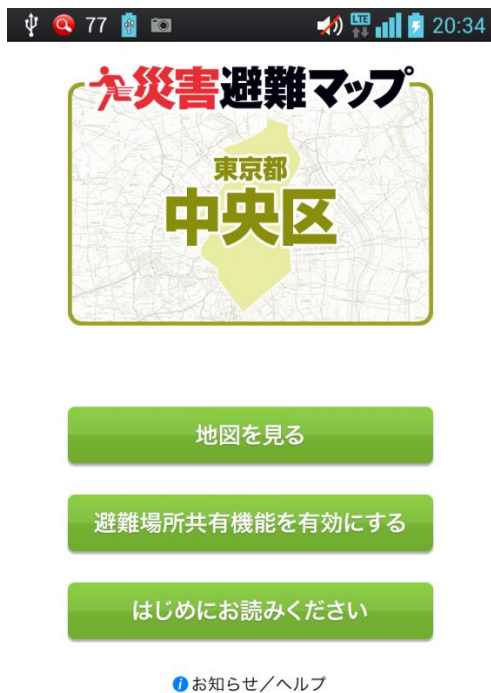 77 LTE 20:34
災害避難マップ
東京都
中央区
地図を見る
避難場所共有機能を有効にする
はじめにお読みください
お知らせ／ヘルプ